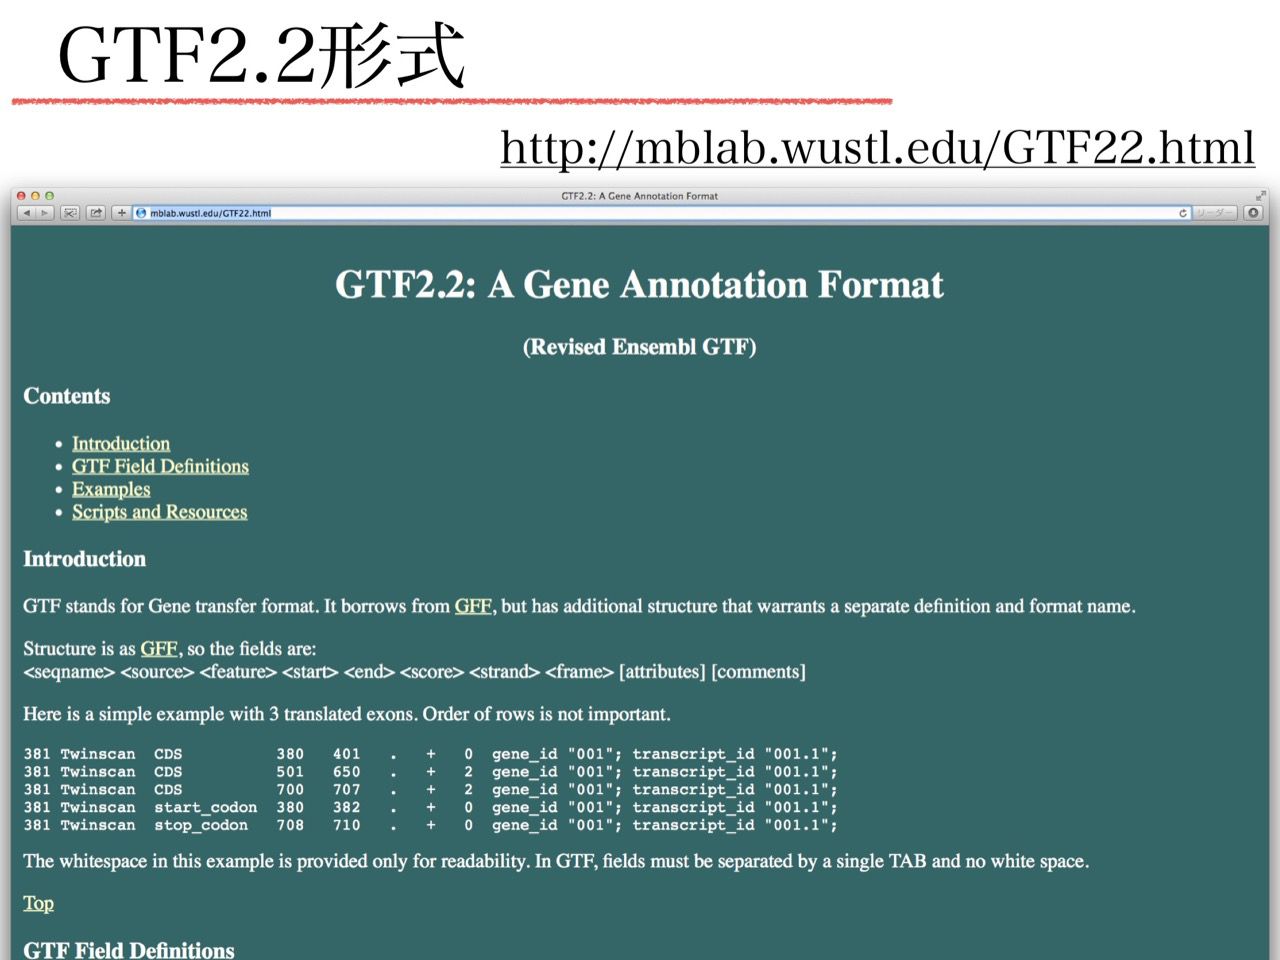 GTF2.2形式
http://mblab.wustl.edu/GTF22.html
GTF2.2: A Gene Annotation Format
mblab.wustl.edu/GTF22.html
リーダー
GTF2.2: A Gene Annotation Format
(Revised Ensembl GTF)
Contents
• Introduction
• GTF Field Definitions
• Examples
• Scripts and Resources
Introduction
GTF stands for Gene transfer format. It borrows from GFF, but has additional structure that warrants a separate definition and format name.
Structure is as GFF, so the fields are:
<seqname> <source> <feature> <start> <end> <score> <strand> <frame> [attributes] [comments]
Here is a simple example with 3 translated exons. Order of rows is not important.
381 Twinscan  CDS          380   401   .   +   0  gene_id "001"; transcript_id "001.1";
381 Twinscan  CDS          501   650   .   +   2  gene_id "001"; transcript_id "001.1";
381 Twinscan  CDS          700   707   .   +   2  gene_id "001"; transcript_id "001.1";
381 Twinscan  start_codon  380   382   .   +   0  gene_id "001"; transcript_id "001.1";
381 Twinscan  stop_codon   708   710   .   +   0  gene_id "001"; transcript_id "001.1";
The whitespace in this example is provided only for readability. In GTF, fields must be separated by a single TAB and no white space.
Top
GTF Field Definitions